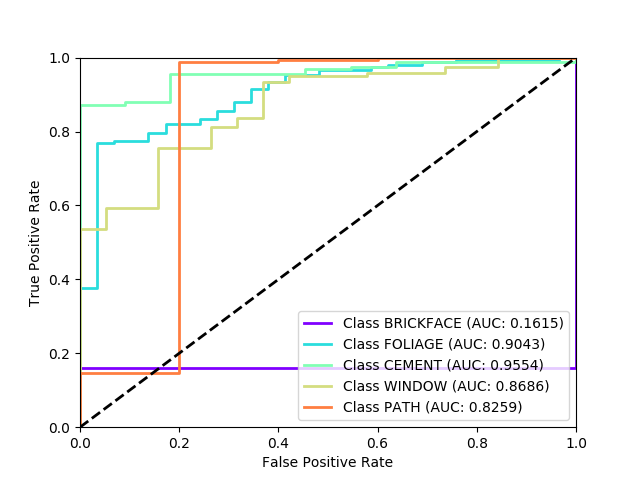 1.0
0.8
0.6
0.4
0.2
0.0
True Positive Rate
Class BRICKFACE (AUC: 0.1615)
Class FOLIAGE (AUC: 0.9043)
Class CEMENT (AUC: 0.9554)
Class WINDOW (AUC: 0.8686)
Class PATH (AUC: 0.8259)
0.0 0.2 0.4 0.6 0.8 1.0
False Positive Rate